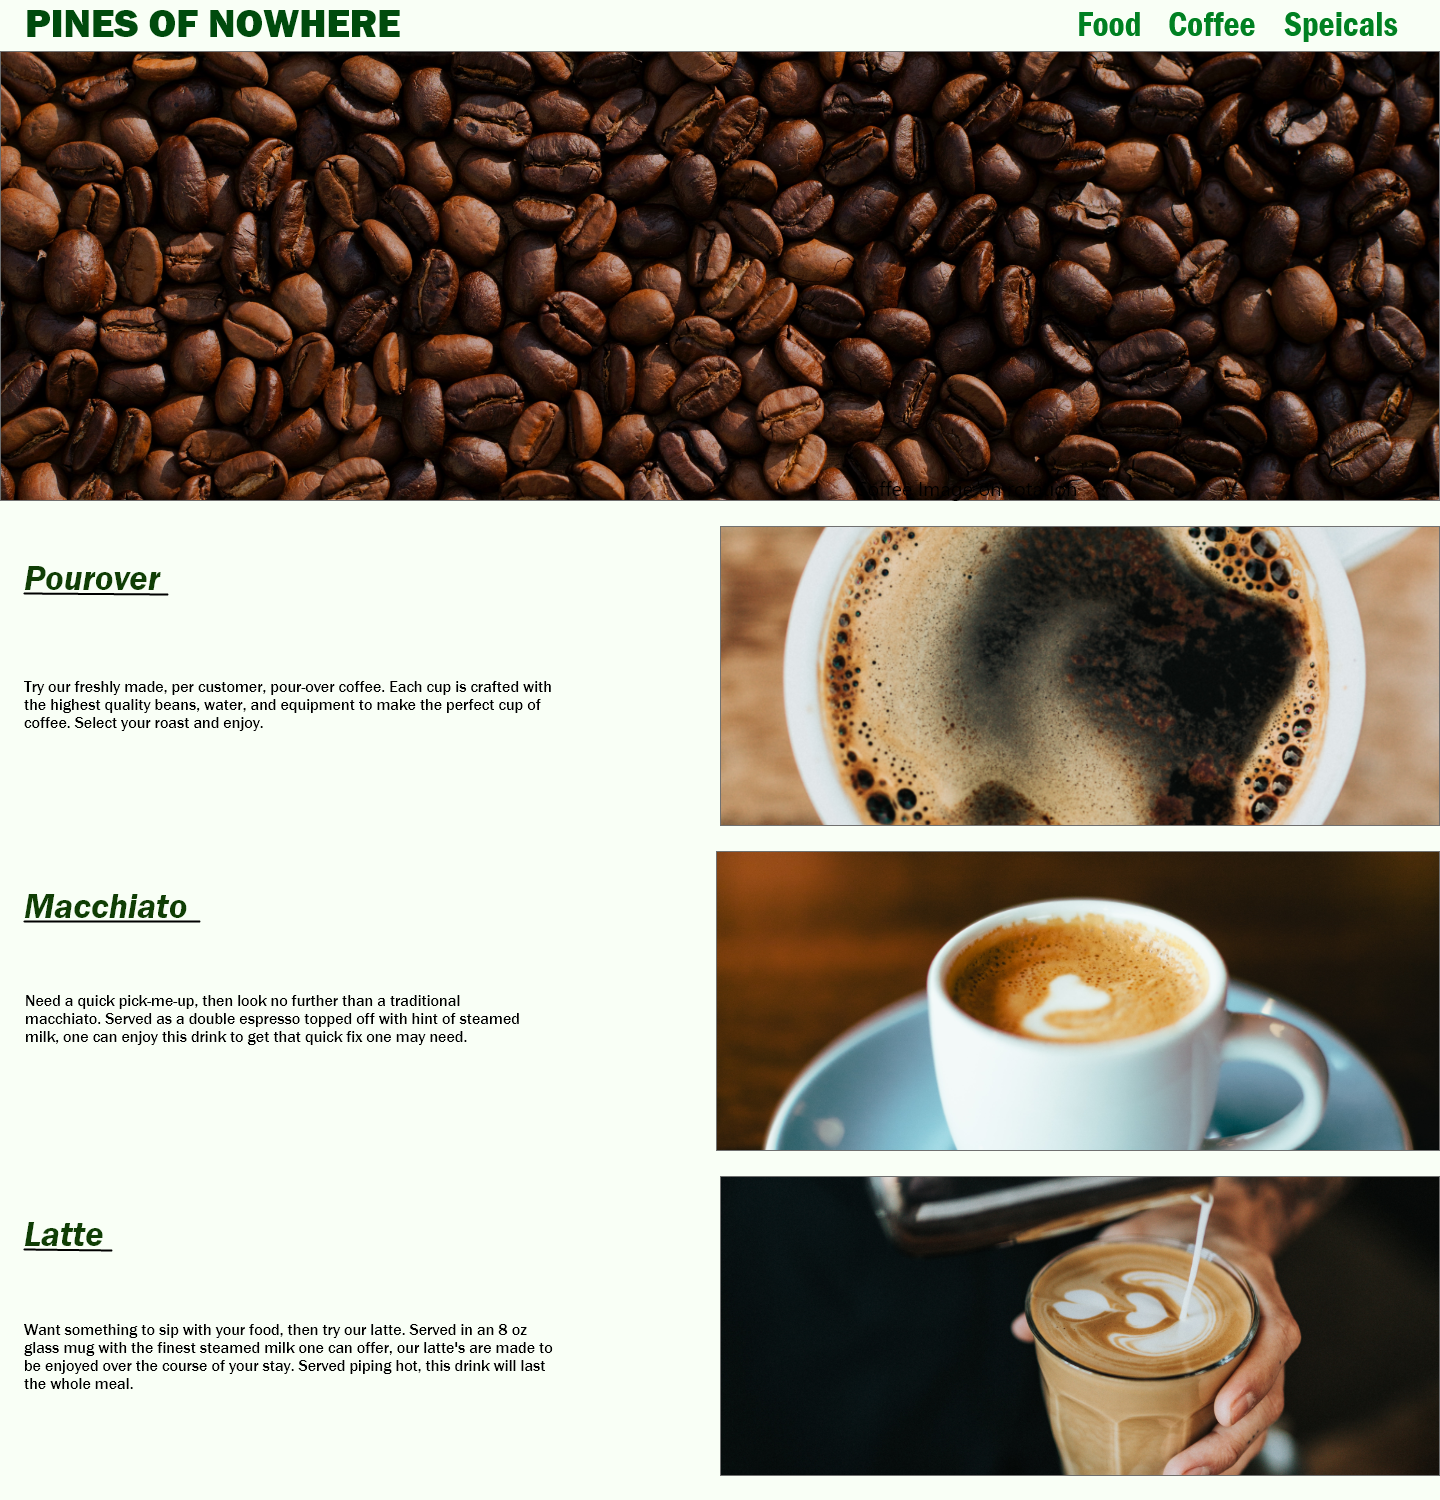 PINES OF NOWHERE
Food Coffee Speicals
Pourover
Try our freshly made, per customer, pour-over coffee. Each cup is crafted with
the highest quality beans, water, and equipment to make the perfect cup of
coffee. Select your roast and enjoy.
Macchiato
Need a quick pick-me-up, then look no further than a traditional
macchiato. Served as a double espresso topped off with hint of steamed
milk, one can enjoy this drink to get that quick fix one may need.
Latte
Want something to sip with your food, then try our latte. Served in an 8 oz
glass mug with the finest steamed milk one can offer, our latte's are made to
be enjoyed over the course of your stay. Served piping hot, this drink will last
the whole meal.